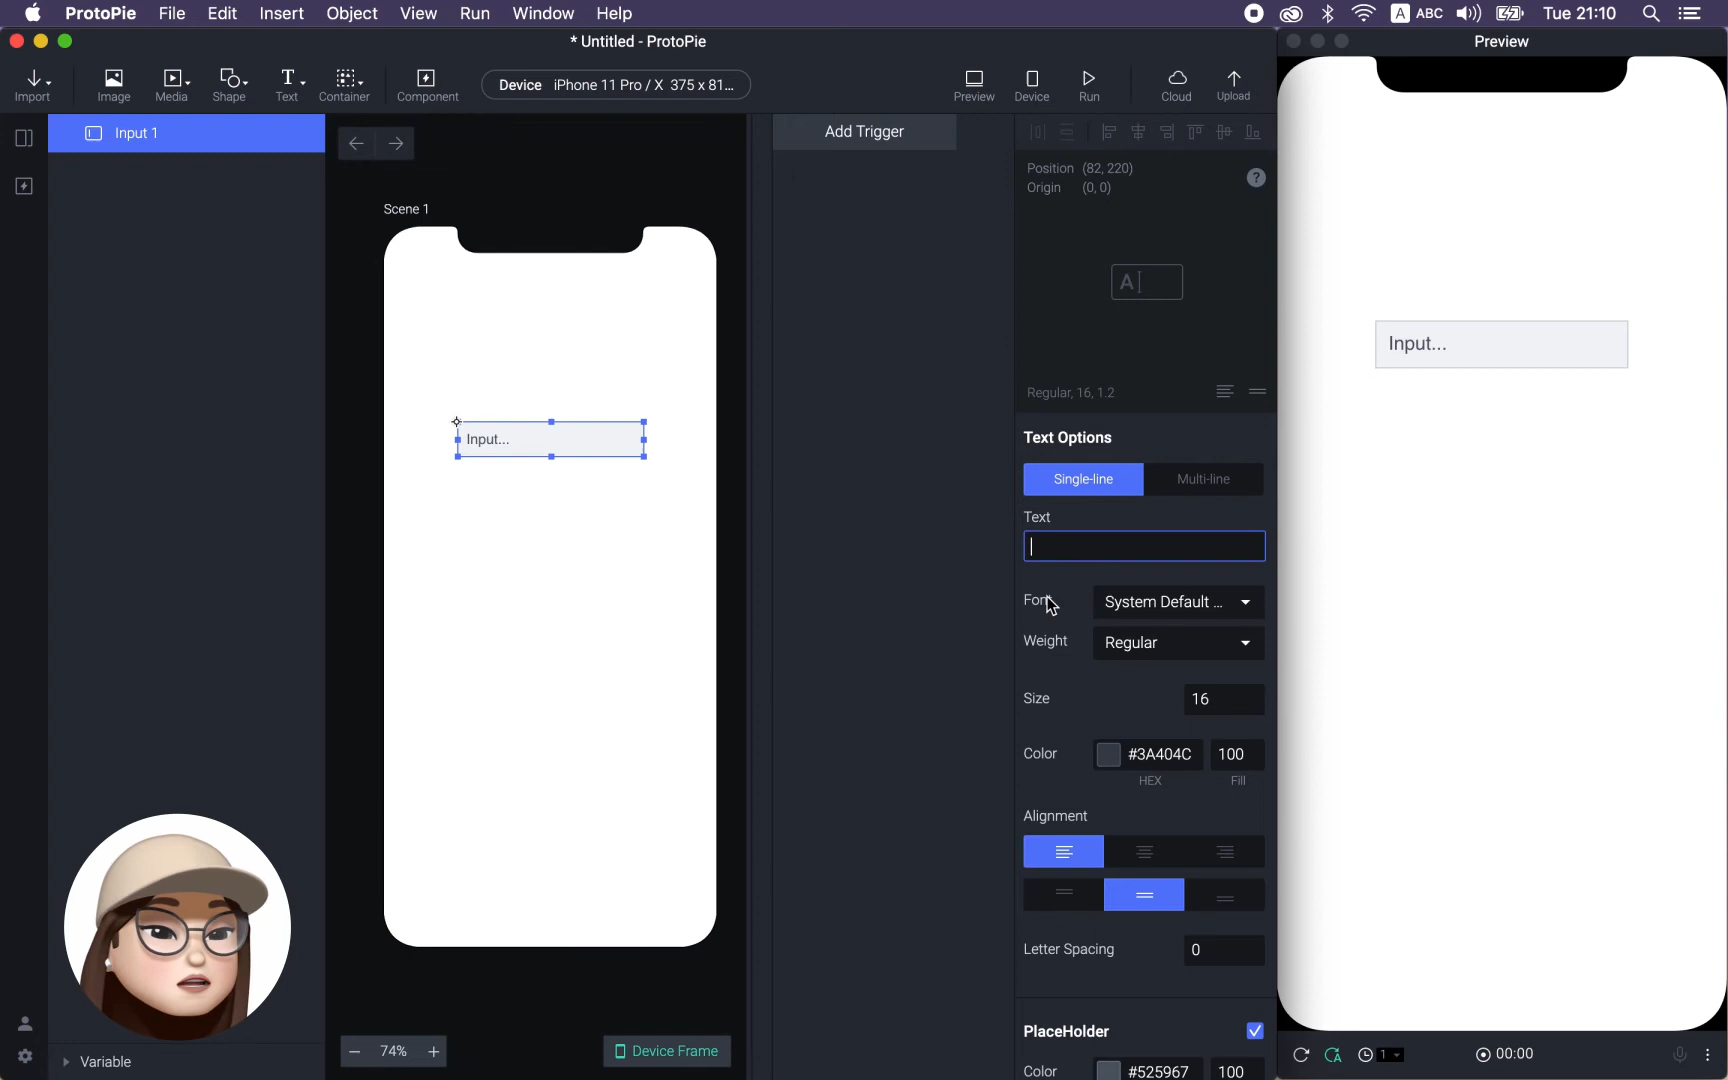 ProtoPie File Edit Insert Object View Run Window Help
A ABC Tue 21:10
* Untitled - ProtoPie
Preview
Import Image Media Shape Text Container Component
Device iPhone 11 Pro / X 375 x 81...
Preview Device Run Cloud Upload
Input 1
Add Trigger
Position (82, 220)
Origin (0, 0)
?
Scene 1
A
Input...
Input...
Regular, 16, 1.2
Text Options
Single-line Multi-line
Text
Font System Default ...
Weight Regular
Size 16
Color #3A404C 100
HEX Fill
Alignment
Letter Spacing 0
PlaceHolder
Color #525967 100
Variable
74%
Device Frame
A 1 00:00